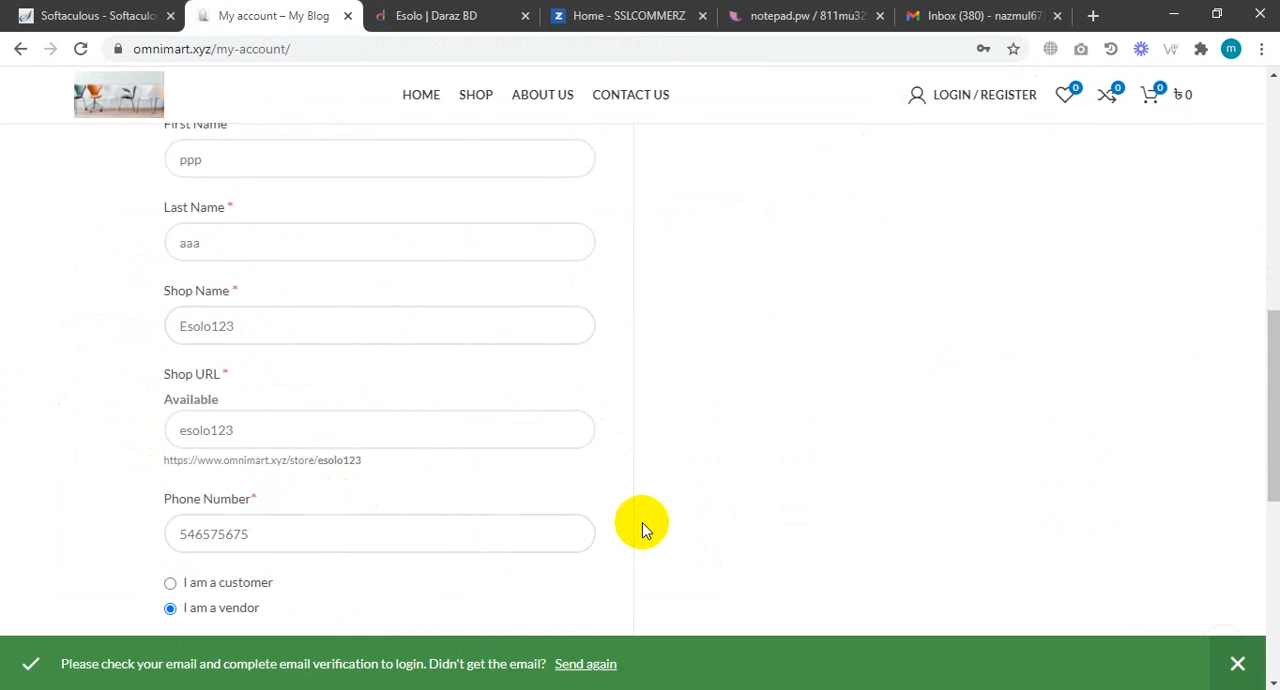 Softaculous - Softaculo
My account – My Blog
Esolo | Daraz BD
Home - SSLCOMMERZ
notepad.pw / 811mu32
Inbox (380) - nazmul67
omnimart.xyz/my-account/
m
HOME
SHOP
ABOUT US
CONTACT US
LOGIN / REGISTER
0
0
0
৳ 0
First Name
ppp
Last Name *
aaa
Shop Name *
Esolo123
Shop URL *
Available
esolo123
https://www.omnimart.xyz/store/esolo123
Phone Number*
546575675
I am a customer
I am a vendor
Please check your email and complete email verification to login. Didn't get the email? Send again